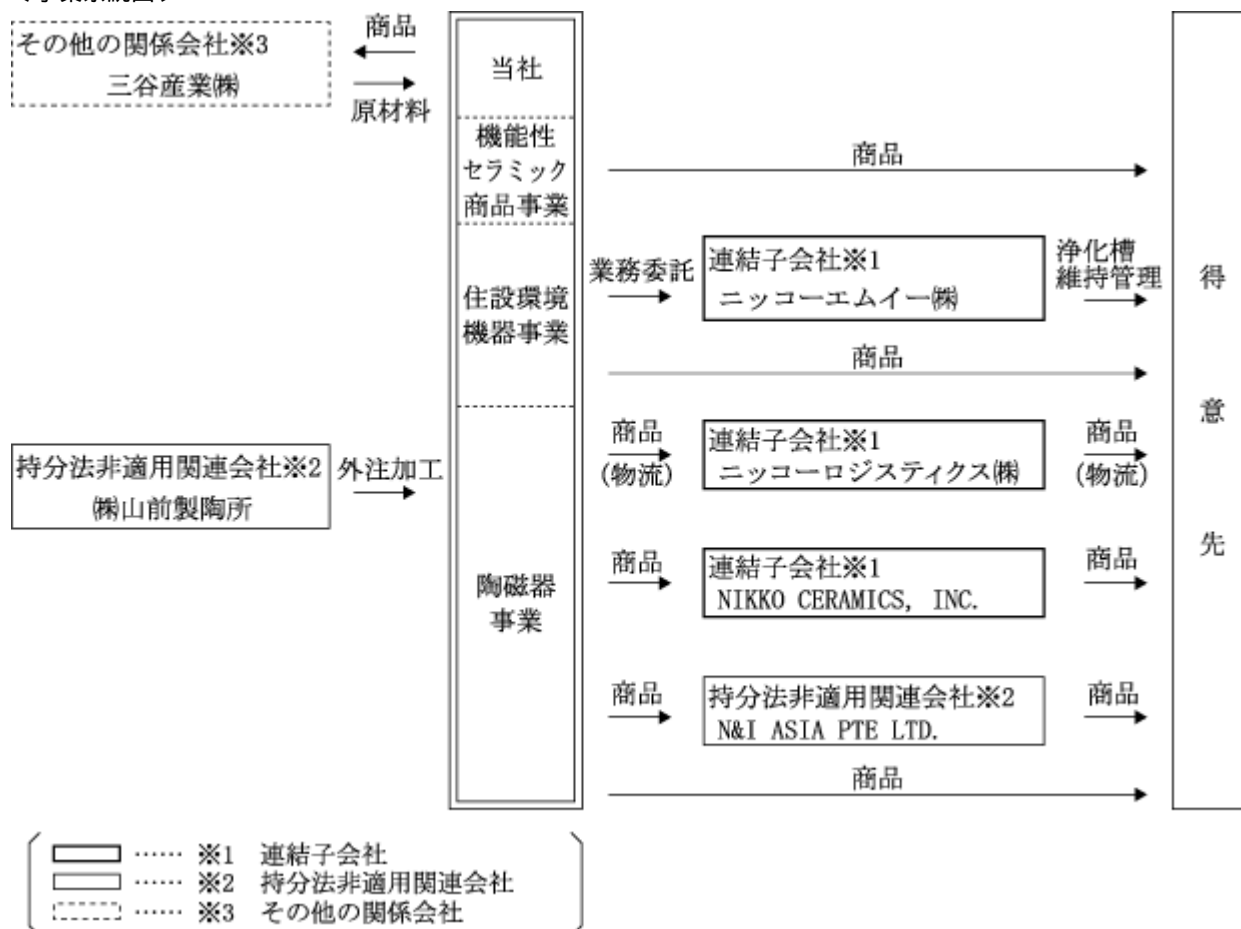 その他の関係会社※3
三谷産業㈱
商品
原材料
当社
機能性
セラミック
商品事業
住設環境
機器事業
陶磁器
事業
持分法非適用関連会社※2
㈱山前製陶所
外注加工
商品
業務委託
連結子会社※1
ニッコーエムイー㈱
浄化槽
維持管理
商品
商品
(物流)
連結子会社※1
ニッコーロジスティクス㈱
商品
(物流)
商品
連結子会社※1
NIKKO CERAMICS, INC.
商品
商品
持分法非適用関連会社※2
N&I ASIA PTE LTD.
商品
商品
得
意
先
…… ※1 連結子会社
…… ※2 持分法非適用関連会社
…… ※3 その他の関係会社